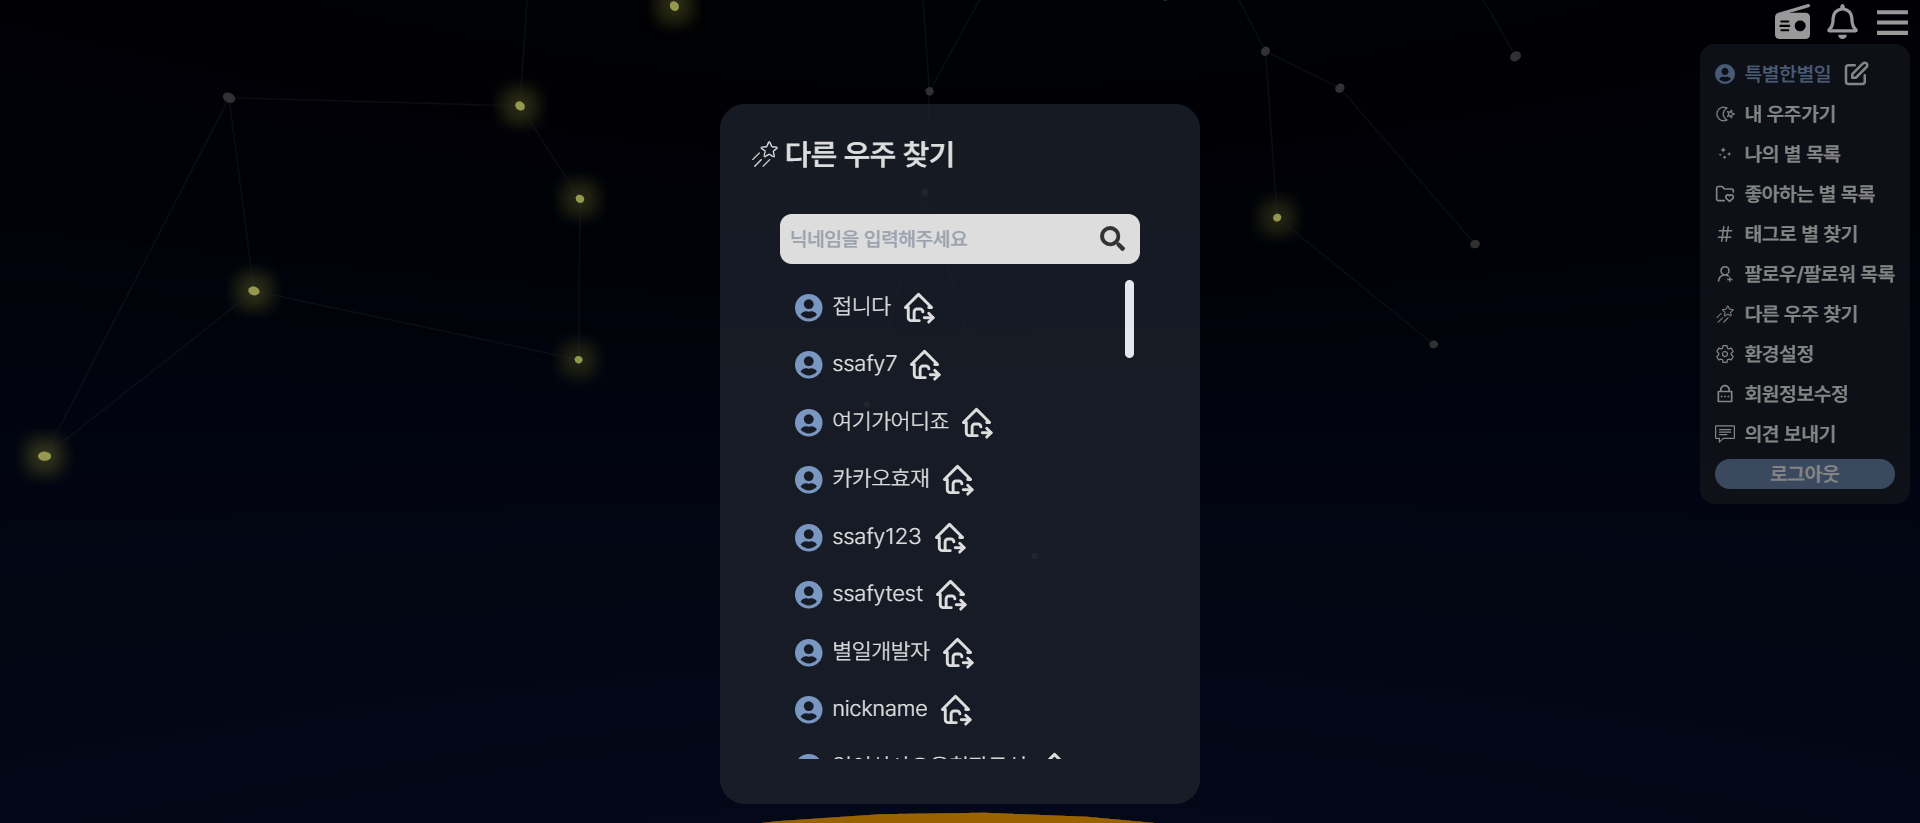 특별한별일
내 우주가기
나의 별 목록
좋아하는 별 목록
태그로 별 찾기
팔로우/팔로워 목록
다른 우주 찾기
환경설정
회원정보수정
의견 보내기
로그아웃
다른 우주 찾기
닉네임을 입력해주세요
접니다
ssafy7
여기가어디죠
카카오효재
ssafy123
ssafytest
별일개발자
nickname